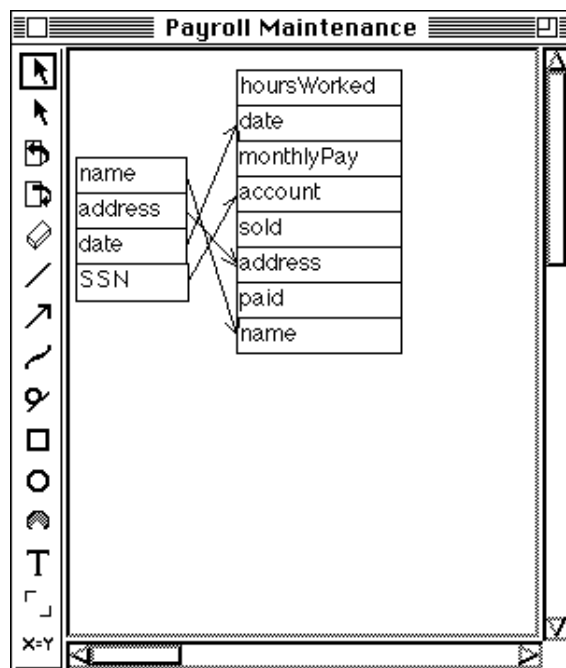 Payroll Maintenance
name
address
date
SSN
hoursWorked
date
monthlyPay
account
sold
address
paid
name
T
X=Y